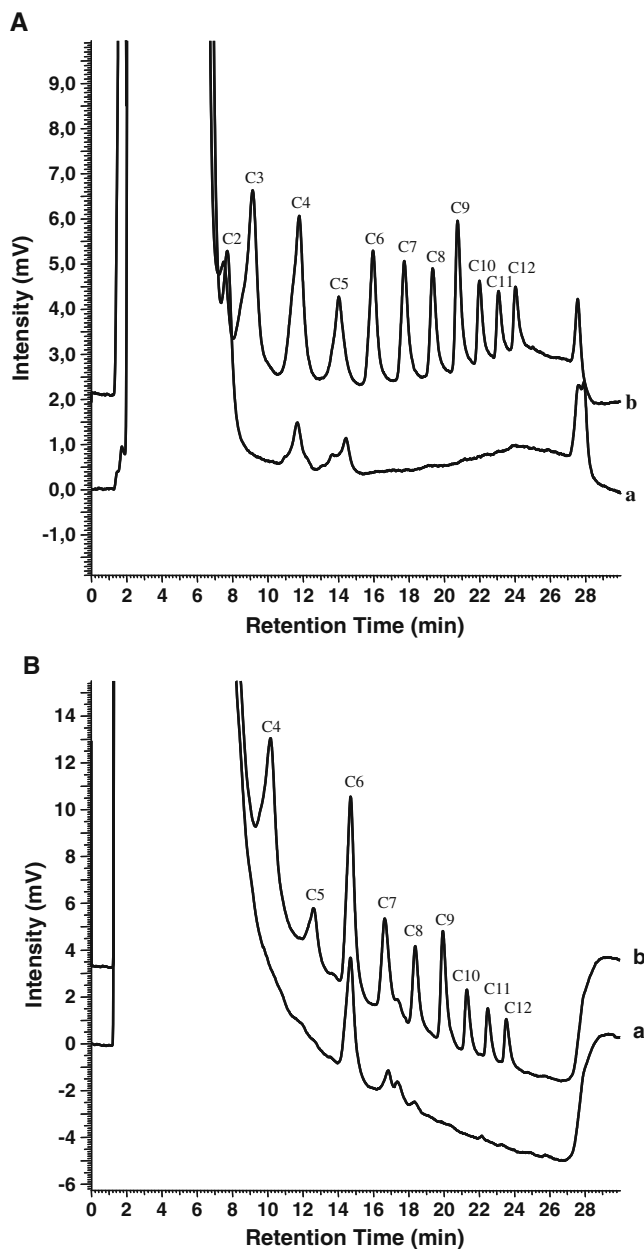 A
9,0
8,0
7,0
6,0
5,0
4,0
3,0
2,0
1,0
0,0
-1,0
Intensity (mV)
C2
C3
C4
C5
C6
C7
C8
C9
C10
C11
C12
b
a
0 2 4 6 8 10 12 14 16 18 20 22 24 26 28
Retention Time (min)
B
14
12
10
8
6
4
2
0
-2
-4
-6
Intensity (mV)
C4
C5
C6
C7
C8
C9
C10
C11
C12
b
a
0 2 4 6 8 10 12 14 16 18 20 22 24 26 28
Retention Time (min)